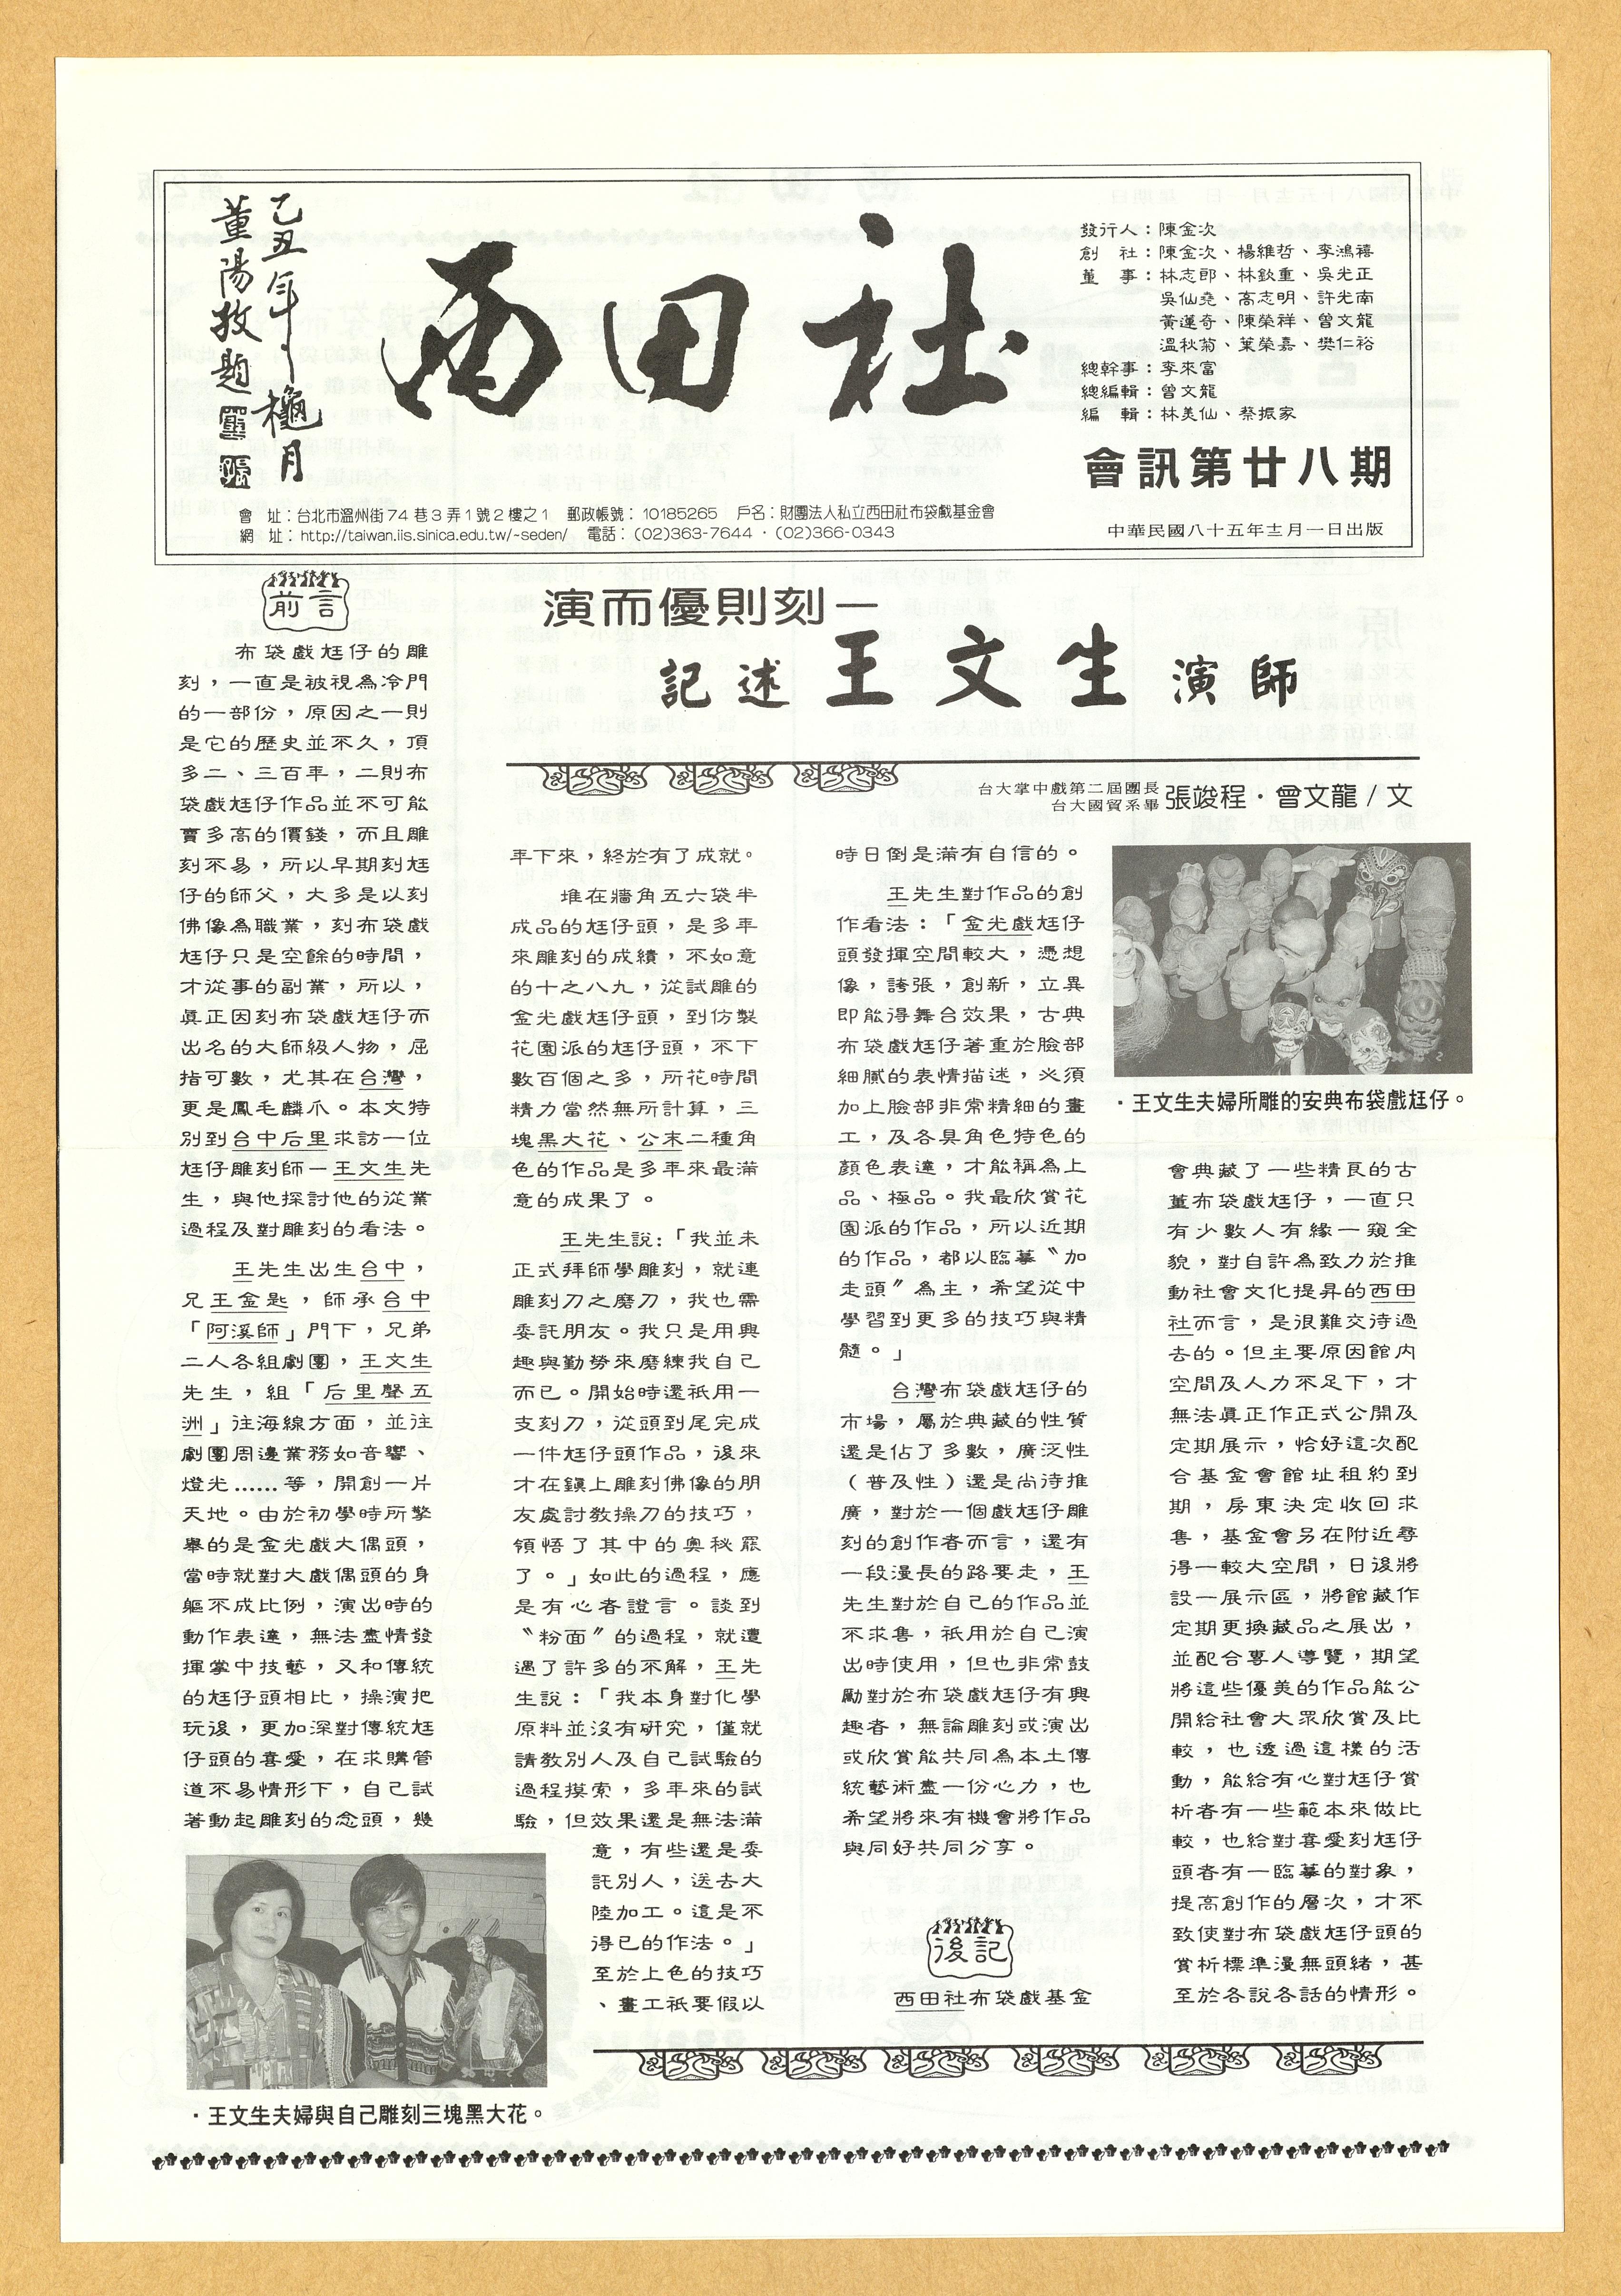 乙丑年梅月
董陽孜題
西田社
發行人：陳金次
創　社：陳金次、楊維哲、李鴻禧
董　事：林志郎、林欽重、吳光正
吳仙堯、高志明、許光南
黃蓮奇、陳榮祥、曾文龍
溫秋菊、葉榮嘉、樊仁裕
總幹事：李來富
總編輯：曾文龍
編　輯：林美仙、蔡振家
會訊第廿八期
中華民國八十五年十二月一日出版
會　址：台北市溫州街74巷3弄1號2樓之1　郵政帳號：10185265　戶名：財團法人私立西田社布袋戲基金會
網　址：http://taiwan.iis.sinica.edu.tw/~seden/　電話：(02)363-7644．(02)366-0343
演而優則刻—
記述王文生演師
台大掌中戲第二屆團長
台大國貿系畢
張竣程．曾文龍／文
前言
布袋戲尪仔的雕
刻，一直是被視為冷門
的一部份，原因之一則
是它的歷史並不久，頂
多二、三百年，二則布
袋戲尪仔作品並不可能
賣多高的價錢，而且雕
刻不易，所以早期刻尪
仔的師父，大多是以刻
佛像為職業，刻布袋戲
尪仔只是空餘的時間，
才從事的副業，所以，
真正因刻布袋戲尪仔而
出名的大師級人物，屈
指可數，尤其在台灣，
更是鳳毛麟爪。本文特
別到台中后里求訪一位
尪仔雕刻師－王文生先
生，與他探討他的從業
過程及對雕刻的看法。
王先生出生台中，
兄王金匙，師承台中
「阿溪師」門下，兄弟
二人各組劇團，王文生
先生，組「后里聲五
洲」往海線方面，並往
劇團周邊業務如音響、
燈光……等，開創一片
天地。由於初學時所擎
舉的是金光戲大偶頭，
當時就對大戲偶頭的身
軀不成比例，演出時的
動作表達，無法盡情發
揮掌中技藝，又和傳統
的尪仔頭相比，操演把
玩後，更加深對傳統尪
仔頭的喜愛，在求購管
道不易情形下，自己試
著動起雕刻的念頭，幾
．王文生夫婦與自己雕刻三塊黑大花。
年下來，終於有了成就。
堆在牆角五六袋半
成品的尪仔頭，是多年
來雕刻的成績，不如意
的十之八九，從試雕的
金光戲尪仔頭，到仿製
花園派的尪仔頭，不下
數百個之多，所花時間
精力當然無所計算，三
塊黑大花、公末二種角
色的作品是多年來最滿
意的成果了。
王先生說：「我並未
正式拜師學雕刻，就連
雕刻刀之磨刀，我也需
委託朋友。我只是用興
趣與勤勞來磨練我自己
而已。開始時還祇用一
支刻刀，從頭到尾完成
一件尪仔頭作品，後來
才在鎮上雕刻佛像的朋
友處討教操刀的技巧，
領悟了其中的奧秘罷
了。」如此的過程，應
是有心者證言。談到
〝粉面〞的過程，就遭
遇了許多的不解，王先
生說：「我本身對化學
原料並沒有研究，僅就
請教別人及自己試驗的
過程摸索，多年來的試
驗，但效果還是無法滿
意，有些還是委
託別人，送去大
陸加工。這是不
得已的作法。」
至於上色的技巧
、畫工祇要假以
時日倒是滿有自信的。
王先生對作品的創
作看法：「金光戲尪仔
頭發揮空間較大，憑想
像，誇張，創新，立異
即能得舞台效果，古典
布袋戲尪仔著重於臉部
細膩的表情描述，必須
加上臉部非常精細的畫
工，及各具角色特色的
顏色表達，才能稱為上
品、極品。我最欣賞花
園派的作品，所以近期
的作品，都以臨摹〝加
走頭〞為主，希望從中
學習到更多的技巧與精
髓。」
台灣布袋戲尪仔的
市場，屬於典藏的性質
還是佔了多數，廣泛性
（普及性）還是尚待推
廣，對於一個戲尪仔雕
刻的創作者而言，還有
一段漫長的路要走，王
先生對於自己的作品並
不求售，祇用於自己演
出時使用，但也非常鼓
勵對於布袋戲尪仔有興
趣者，無論雕刻或演出
或欣賞能共同為本土傳
統藝術盡一份心力，也
希望將來有機會將作品
與同好共同分享。
後記
西田社布袋戲基金
．王文生夫婦所雕的安典布袋戲尪仔。
會典藏了一些精良的古
董布袋戲尪仔，一直只
有少數人有緣一窺全
貌，對自許為致力於推
動社會文化提昇的西田
社而言，是很難交待過
去的。但主要原因館內
空間及人力不足下，才
無法真正作正式公開及
定期展示，恰好這次配
合基金會館址租約到
期，房東決定收回求
售，基金會另在附近尋
得一較大空間，日後將
設一展示區，將館藏作
定期更換藏品之展出，
並配合專人導覽，期望
將這些優美的作品能公
開給社會大眾欣賞及比
較，也透過這樣的活
動，能給有心對尪仔賞
析者有一些範本來做比
較，也給對喜愛刻尪仔
頭者有一臨摹的對象，
提高創作的層次，才不
致使對布袋戲尪仔頭的
賞析標準漫無頭緒，甚
至於各說各話的情形。